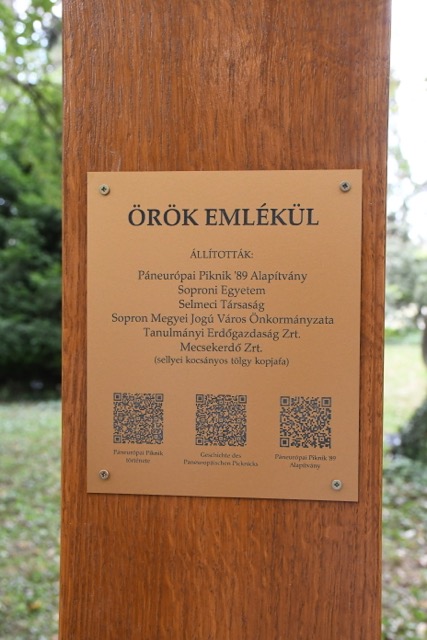 ÖRÖK EMLÉKÜL
ÁLLÍTOTTÁK:
Páneurópai Piknik '89 Alapítvány
Soproni Egyetem
Selmeci Társaság
Sopron Megyei Jogú Város Önkormányzata
Tanulmányi Erdőgazdaság Zrt.
Mecsekerdő Zrt.
(sellyei kocsányos tölgy kopjafa)
Páneurópai Piknik
története
Geschichte des
Paneuropäischen Picknicks
Páneurópai Piknik '89
Alapítvány